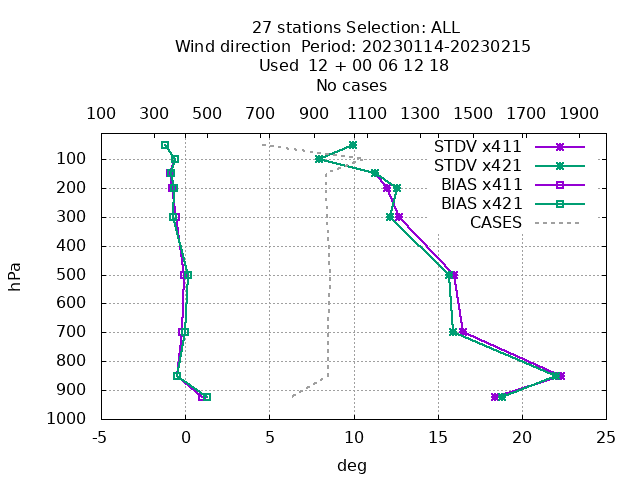 27 stations Selection: ALL
Wind direction  Period: 20230114-20230215
Used  12 + 00 06 12 18
No cases
100 300 500 700 900 1100 1300 1500 1700 1900
STDV x411
STDV x421
BIAS x411
BIAS x421
CASES
100
200
300
400
500
600
700
800
900
1000
hPa
-5 0 5 10 15 20 25
deg